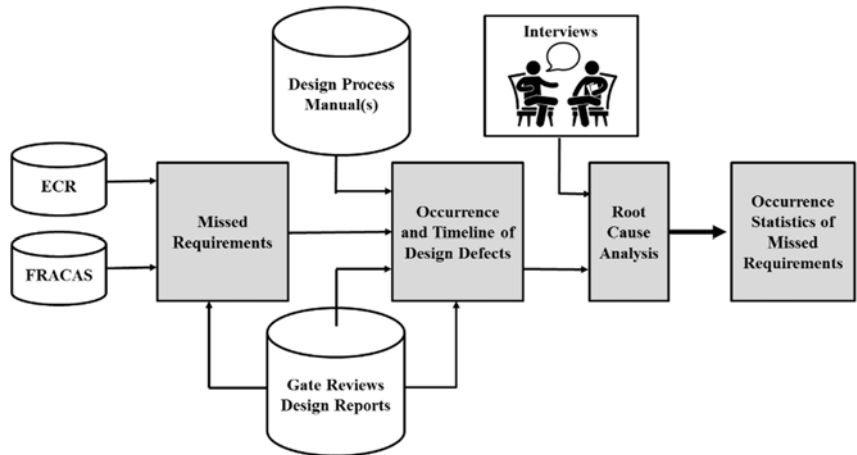 Interviews
Design Process
Manual(s)
ECR
FRACAS
Missed
Requirements
Occurrence
and Timeline of
Design Defects
Root
Cause
Analysis
Occurrence
Statistics of
Missed
Requirements
Gate Reviews
Design Reports